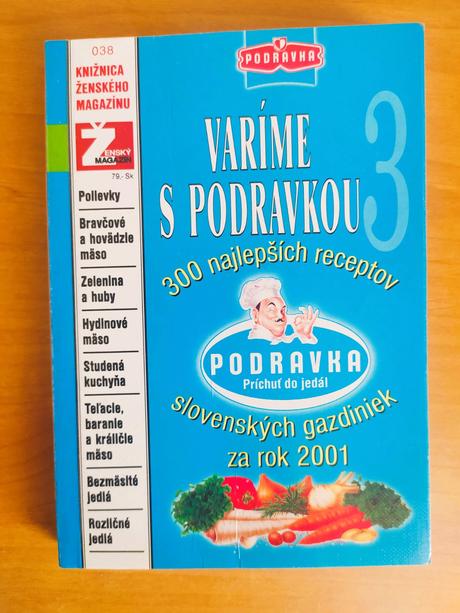 038
KNIŽNICA
ŽENSKÉHO
MAGAZÍNU
ŽENSKÝ
MAGAZÍN
79,- Sk
Polievky
Bravčové
a hovädzie
mäso
Zelenina
a huby
Hydinové
mäso
Studená
kuchyňa
Teľacie,
baranie
a králičie
mäso
Bezmäsité
jedlá
Rozličné
jedlá
PODRAVKA
VARÍME
S PODRAVKOU
3
300 najlepších receptov
PODRAVKA
Príchuť do jedál
slovenských gazdiniek
za rok 2001